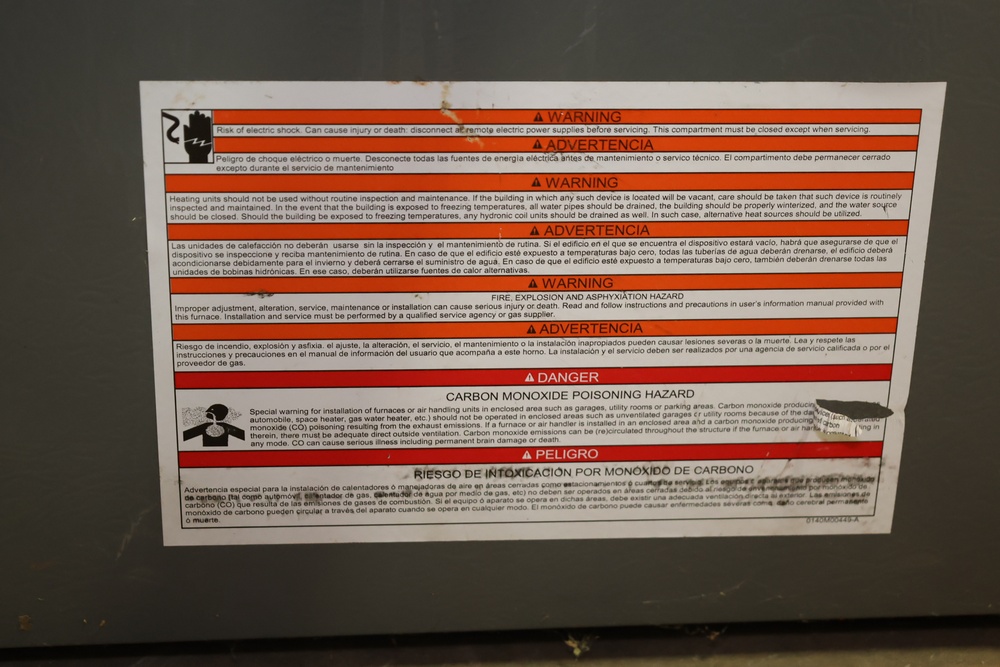 WARNING
Risk of electric shock. Can cause injury or death: disconnect all remote electric power supplies before servicing. This compartment must be closed except when servicing.
ADVERTENCIA
Peligro de choque eléctrico o muerte. Desconecte todas las fuentes de energía eléctrica antes de mantenimiento o servico técnico. El compartimento debe permanecer cerrado
excepto durante el servicio de mantenimiento
WARNING
Heating units should not be used without routine inspection and maintenance. If the building in which any such device is located will be vacant, care should be taken that such device is routinely
inspected and maintained. In the event that the building is exposed to freezing temperatures, all water pipes should be drained, the building should be properly winterized, and the water source
should be closed. Should the building be exposed to freezing temperatures, any hydronic coil units should be drained as well. In such case, alternative heat sources should be utilized.
ADVERTENCIA
Las unidades de calefacción no deberán usarse sin la inspección y el mantenimiento de rutina. Si el edificio en el que se encuentra el dispositivo estará vacío, habrá que asegurarse de que el
dispositivo se inspeccione y reciba mantenimiento de rutina. En caso de que el edificio esté expuesto a temperaturas bajo cero, todas las tuberías de agua deberán drenarse, el edificio deberá
acondicionarse debidamente para el invierno y deberá cerrarse el suministro de agua. En caso de que el edificio esté expuesto a temperaturas bajo cero, también deberán drenarse todas las
unidades de bobinas hidrónicas. En ese caso, deberán utilizarse fuentes de calor alternativas.
WARNING
FIRE, EXPLOSION AND ASPHYXIATION HAZARD
Improper adjustment, alteration, service, maintenance or installation can cause serious injury or death. Read and follow instructions and precautions in user's information manual provided with
this furnace. Installation and service must be performed by a qualified service agency or gas supplier.
ADVERTENCIA
Riesgo de incendio, explosión y asfixia. el ajuste, la alteración, el servicio, el mantenimiento o la instalación inapropiados pueden causar lesiones severas o la muerte. Lea y respete las
instrucciones y precauciones en el manual de información del usuario que acompaña a este horno. La instalación y el servicio deben ser realizados por una agencia de servicio calificada o por el
proveedor de gas.
DANGER
CARBON MONOXIDE POISONING HAZARD
Special warning for installation of furnaces or air handling units in enclosed area such as garages, utility rooms or parking areas. Carbon monoxide producing
automobile, space heater, gas water heater, etc.) should not be operated in enclosed areas such as unventilated garages or utility rooms because of the
monoxide (CO) poisoning resulting from the exhaust emissions. If a furnace or air handler is installed in an enclosed area and a carbon monoxide producing
therein, there must be adequate direct outside ventilation. Carbon monoxide emissions can be (re)circulated throughout the structure if the furnace or air ing in
any mode. CO can cause serious illness including permanent brain damage or death.
PELIGRO
RIESGO DE INTOXICACIÓN POR MONOXIDO DE CARBONO
Advertencia especial para la instalación de calentadores ó manejadoras de aire en áreas cerradas como estacionamientos ó cuartos de servicio. Los equipos ó aparatos que producen monóxido
de carbono (tal como automóvil, calentador de gas, calentador de agua por medio de gas, etc) no deben ser operados en áreas cerradas debido al riesgo de envenenamiento por monóxido de
carbono (CO) que resulta de las emisiones de gases de combustión. Si el equipo ó aparato se opera en dichas áreas, debe existir una adecuada ventilación directa al exterior. Las emisiones de
monóxido de carbono pueden circular a través del aparato cuando se opera en cualquier modo. El monóxido de carbono puede causar enfermedades severas como daño cerebral permanente
ó muerte.
0140M00449-A